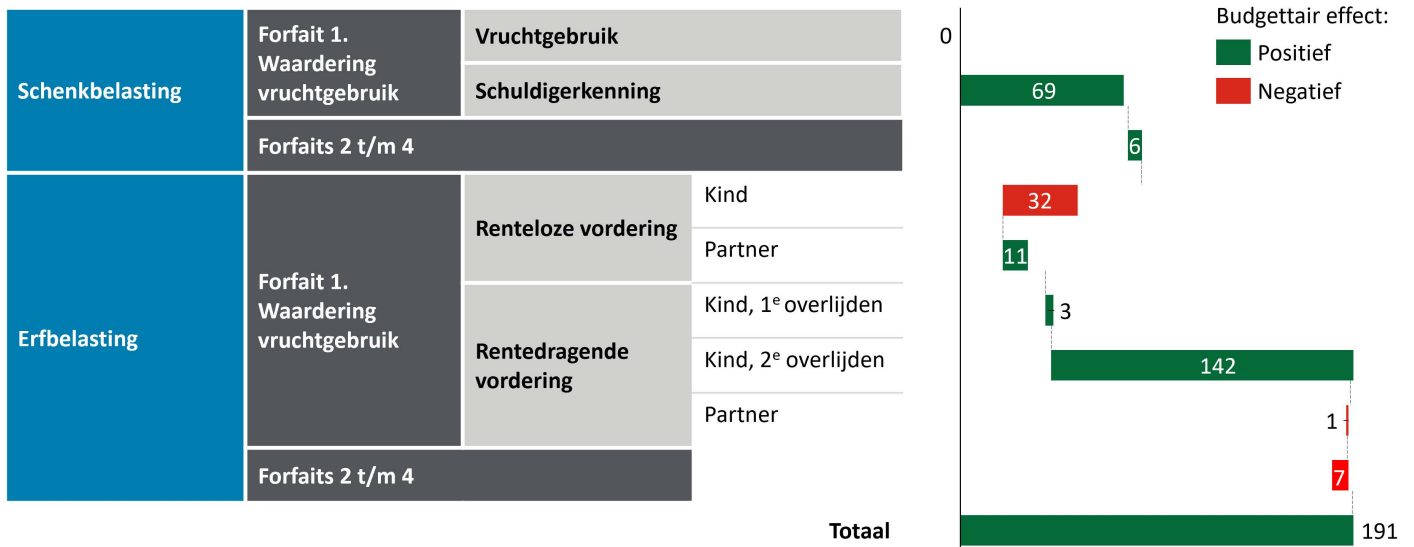 Schenkbelasting
Forfait 1.
Waardering
vruchtgebruik
Vruchtgebruik
Schuldigerkenning
Forfaits 2 t/m 4
Erfbelasting
Forfait 1.
Waardering
vruchtgebruik
Renteloze vordering
Kind
Partner
Rentedragende
vordering
Kind, 1e overlijden
Kind, 2e overlijden
Partner
Forfaits 2 t/m 4
Totaal
Budgettair effect:
Positief
Negatief
0
69
6
32
11
3
142
1
7
191